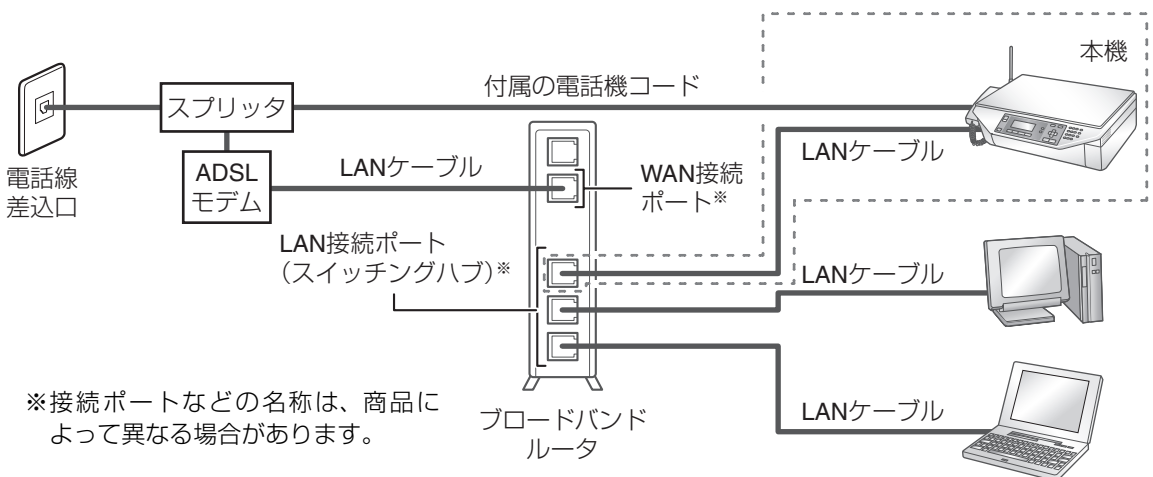 本機
付属の電話機コード
スプリッタ
LANケーブル
電話線
差込口
ADSL
モデム
LANケーブル
WAN接続
ポート※
LAN接続ポート
（スイッチングハブ）※
LANケーブル
※接続ポートなどの名称は、商品に
よって異なる場合があります。
ブロードバンド
ルータ
LANケーブル